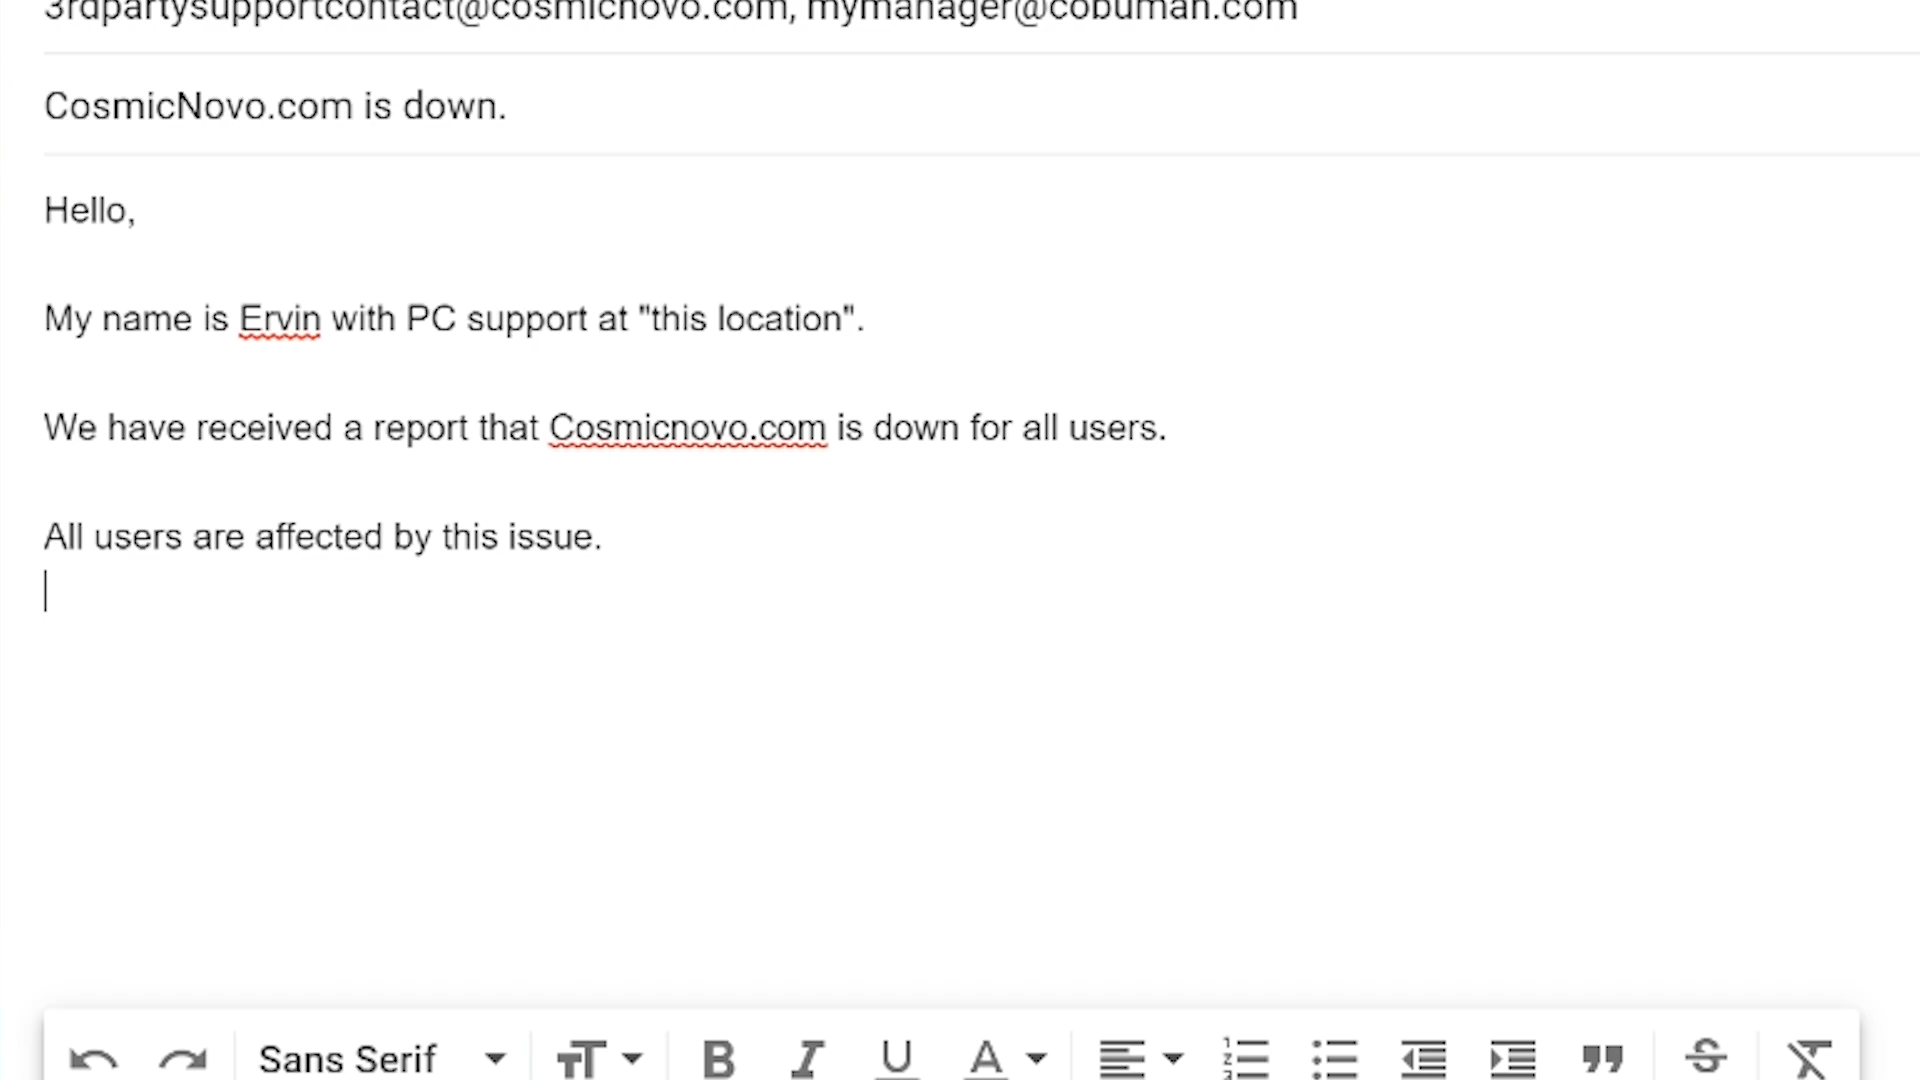 3rdpartysupportcontact@cosmicnovo.com, mymanager@cobuman.com
CosmicNovo.com is down.
Hello,
My name is Ervin with PC support at "this location".
We have received a report that Cosmicnovo.com is down for all users.
All users are affected by this issue.
Sans Serif